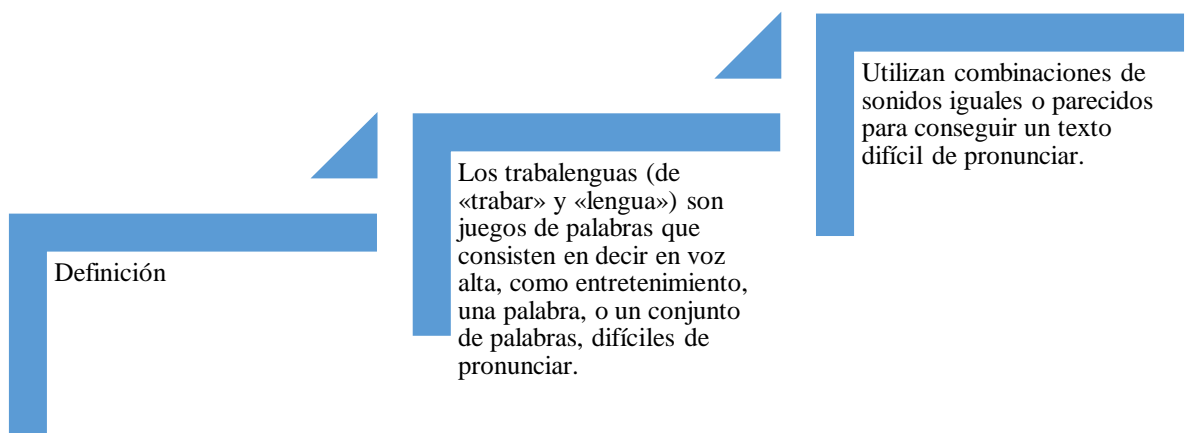 Definición
Los trabalenguas (de
«trabar» y «lengua») son
juegos de palabras que
consisten en decir en voz
alta, como entretenimiento,
una palabra, o un conjunto
de palabras, difíciles de
pronunciar.
Utilizan combinaciones de
sonidos iguales o parecidos
para conseguir un texto
difícil de pronunciar.